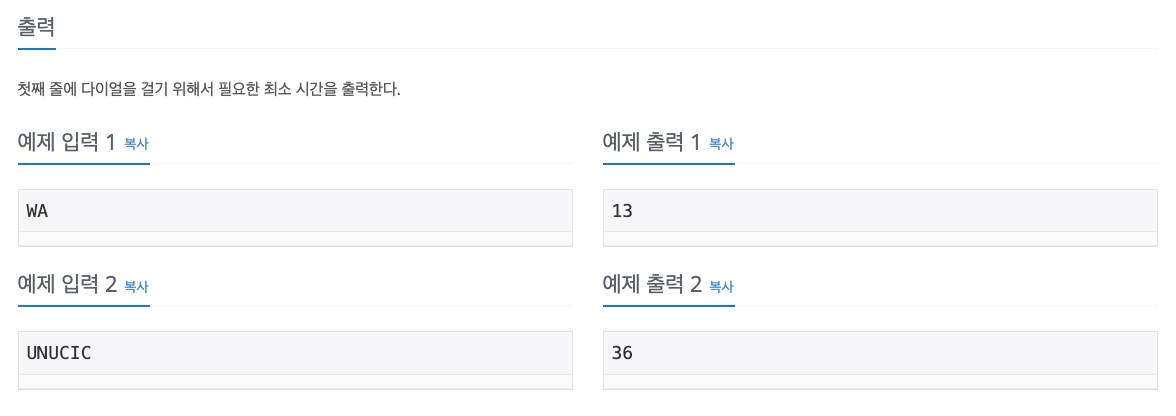 출력
첫째 줄에 다이얼을 걸기 위해서 필요한 최소 시간을 출력한다.
예제 입력 1 복사
WA
예제 출력 1 복사
13
예제 입력 2 복사
UNUCIC
예제 출력 2 복사
36